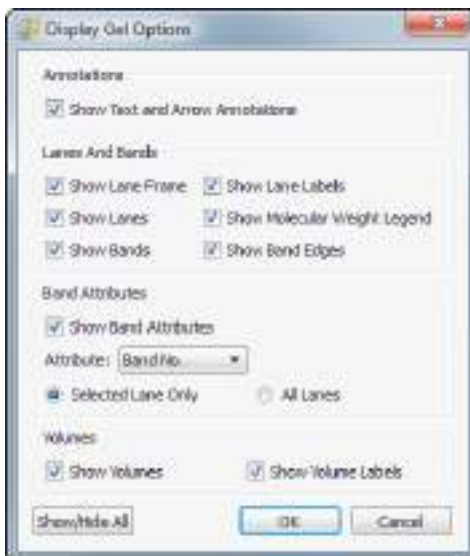 Display Gel Options
Annotations
Show Text and Arrow Annotations
Lanes And Bands
Show Lane Frame Show Lane Labels
Show Lanes Show Molecular Weight Legend
Show Bands Show Band Edges
Band Attributes
Show Band Attributes
Attribute: Band No.
Selected Lane Only All Lanes
Volumes
Show Volumes Show Volume Labels
Show/Hide All OK Cancel